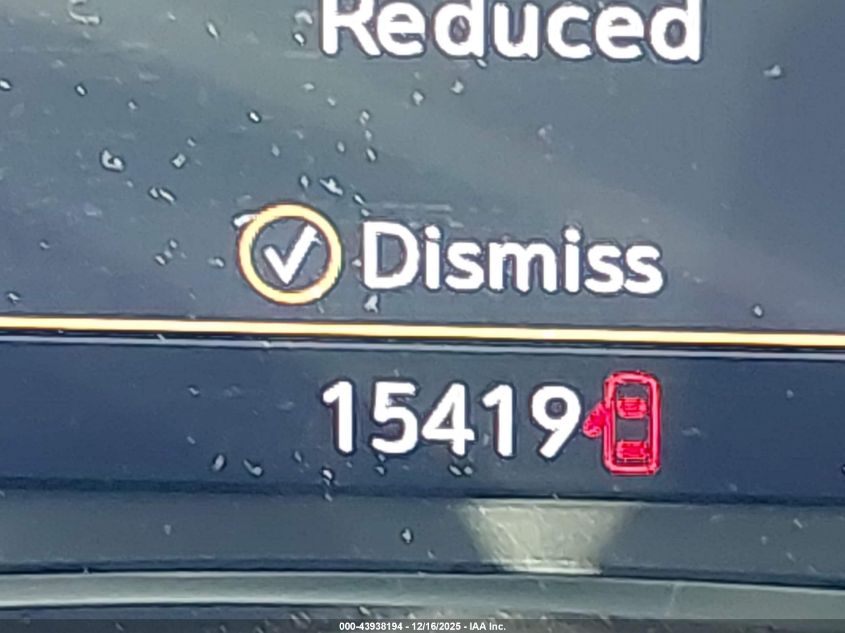 Reduced
Dismiss
15419
000-43938194 - 12/16/2025 - IAA Inc.